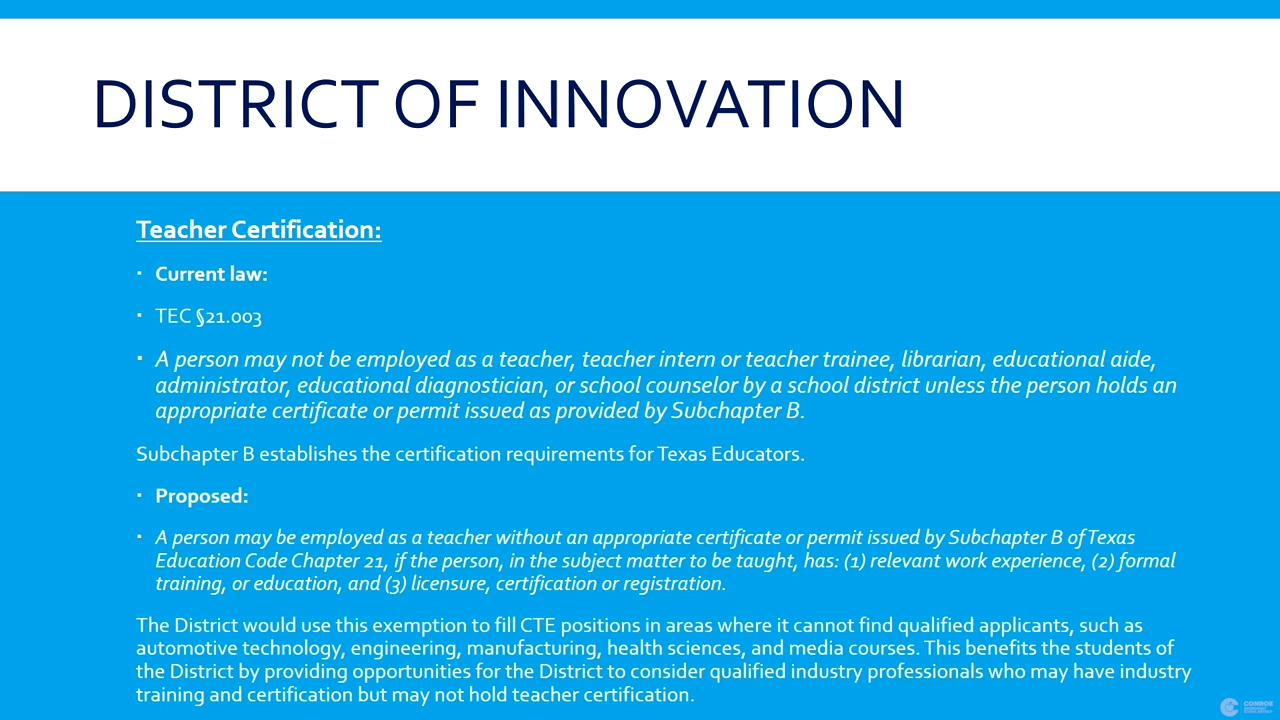 DISTRICT OF INNOVATION
Teacher Certification:
Current law:
TEC §21.003
A person may not be employed as a teacher, teacher intern or teacher trainee, librarian, educational aide,
administrator, educational diagnostician, or school counselor by a school district unless the person holds an
appropriate certificate or permit issued as provided by Subchapter B.
Subchapter B establishes the certification requirements for Texas Educators.
Proposed:
A person may be employed as a teacher without an appropriate certificate or permit issued by Subchapter B of Texas
Education Code Chapter 21, if the person, in the subject matter to be taught, has: (1) relevant work experience, (2) formal
training, or education, and (3) licensure, certification or registration.
The District would use this exemption to fill CTE positions in areas where it cannot find qualified applicants, such as
automotive technology, engineering, manufacturing, health sciences, and media courses. This benefits the students of
the District by providing opportunities for the District to consider qualified industry professionals who may have industry
training and certification but may not hold teacher certification.
CONROE